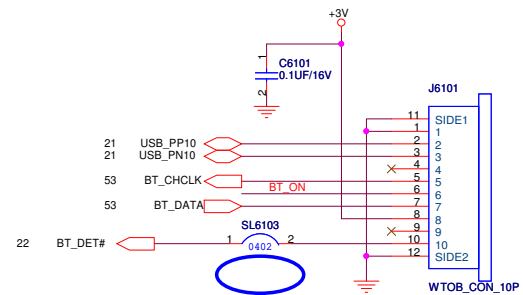 +3V
1
C6101
0.1UF/16V
2
J6101
11 SIDE1
1 1
21 USB_PP10 2 2
21 USB_PN10 3 3
4 4
53 BT_CHCLK 5 5
BT_ON 6 6
53 BT_DATA 7 7
8 8
SL6103 9 9
22 BT_DET# 1 0402 2 10 10
12 SIDE2
WTOB_CON_10P